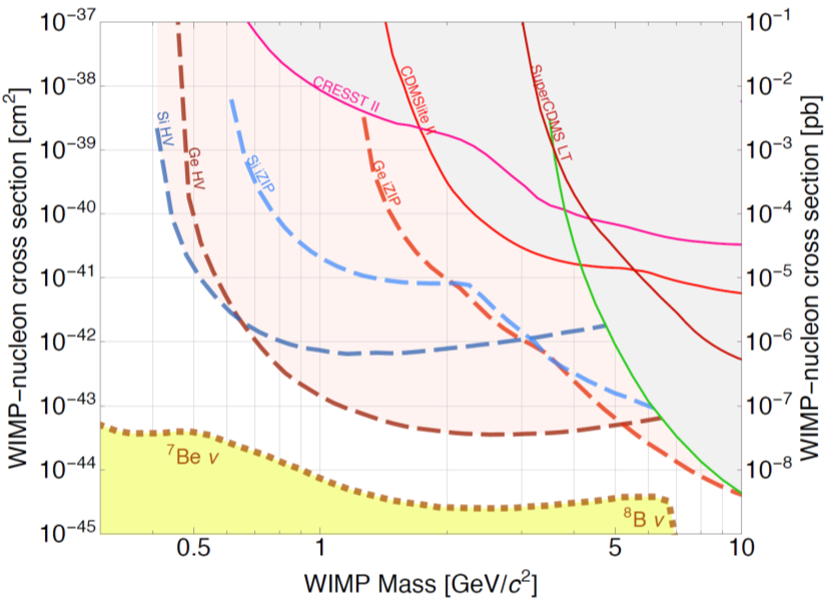 10−37
10−38
10−39
10−40
10−41
10−42
10−43
10−44
10−45
WIMP−nucleon cross section [cm2]
10−1
10−2
10−3
10−4
10−5
10−6
10−7
10−8
WIMP−nucleon cross section [pb]
CRESST II
CDMSlite II
SuperCDMS LT
Si HV
Ge HV
Si iZIP
Ge iZIP
7Be ν
8B ν
0.5
1
5
10
WIMP Mass [GeV/c2]